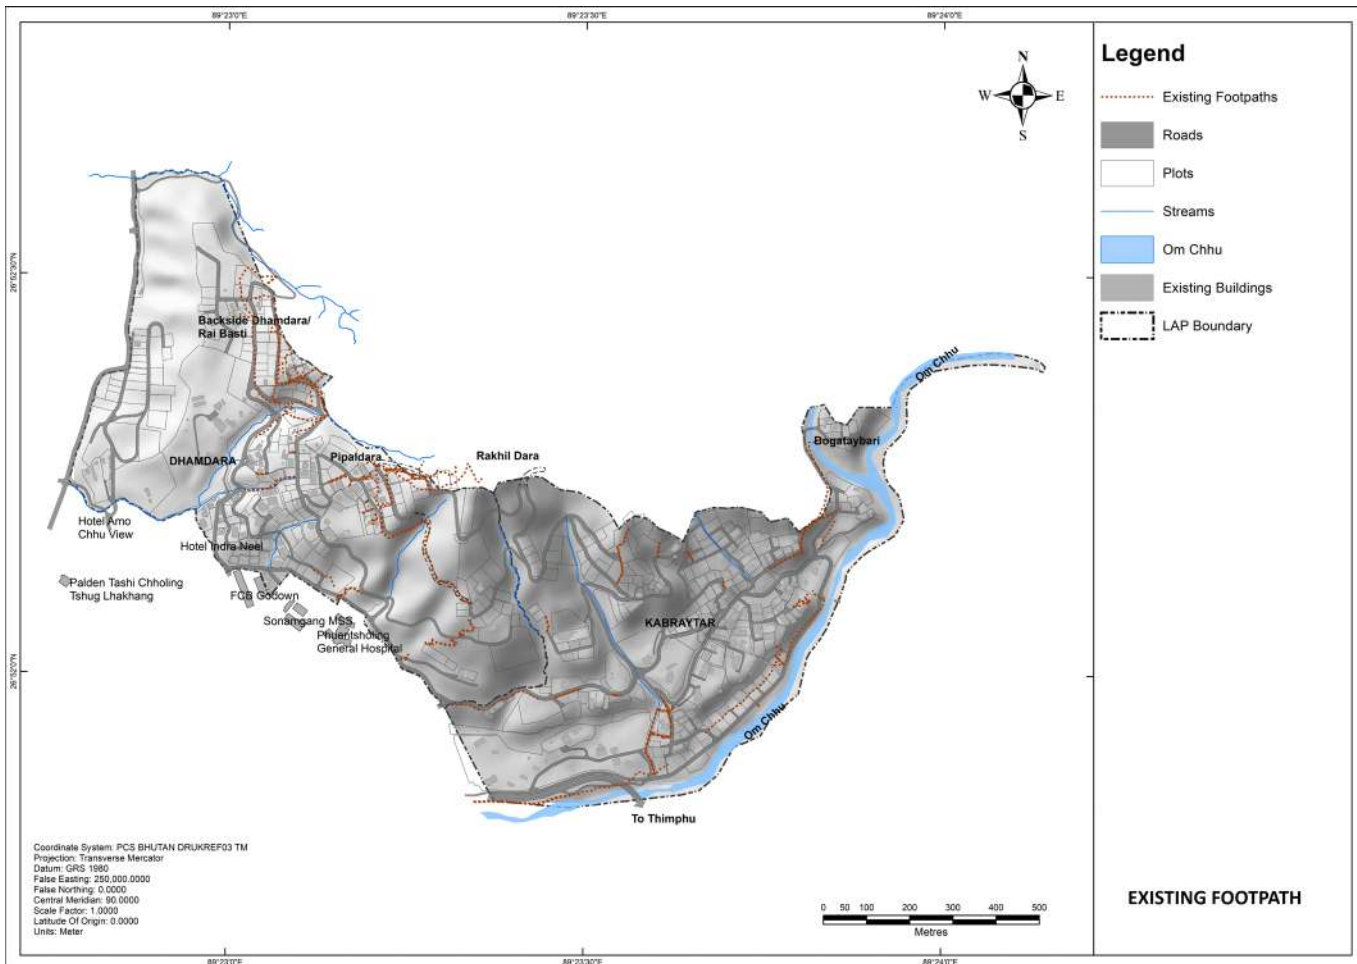 89°23'0"E
89°23'30"E
89°24'0"E
Legend
Existing Footpaths
Roads
Plots
Streams
Om Chhu
Existing Buildings
LAP Boundary
N
W
E
S
26°52'30"N
26°52'0"N
Backside Dhamdara/
Rai Basti
DHAMDARA
Pipaldara
Rakhil Dara
Bogataybari
Om Chhu
Hotel Amo
Chhu View
Hotel Indra Neel
Palden Tashi Chholing
Tshug Lhakhang
FCB Godown
Sonamgang MSS
Phuentsholing
General Hospital
KABRAYTAR
Om Chhu
To Thimphu
Coordinate System: PCS BHUTAN DRUKREF03 TM
Projection: Transverse Mercator
Datum: GRS 1980
False Easting: 250,000.0000
False Northing: 0.0000
Central Meridian: 90.0000
Scale Factor: 1.0000
Latitude Of Origin: 0.0000
Units: Meter
0 50 100 200 300 400 500
Metres
EXISTING FOOTPATH
89°23'0"E
89°23'30"E
89°24'0"E